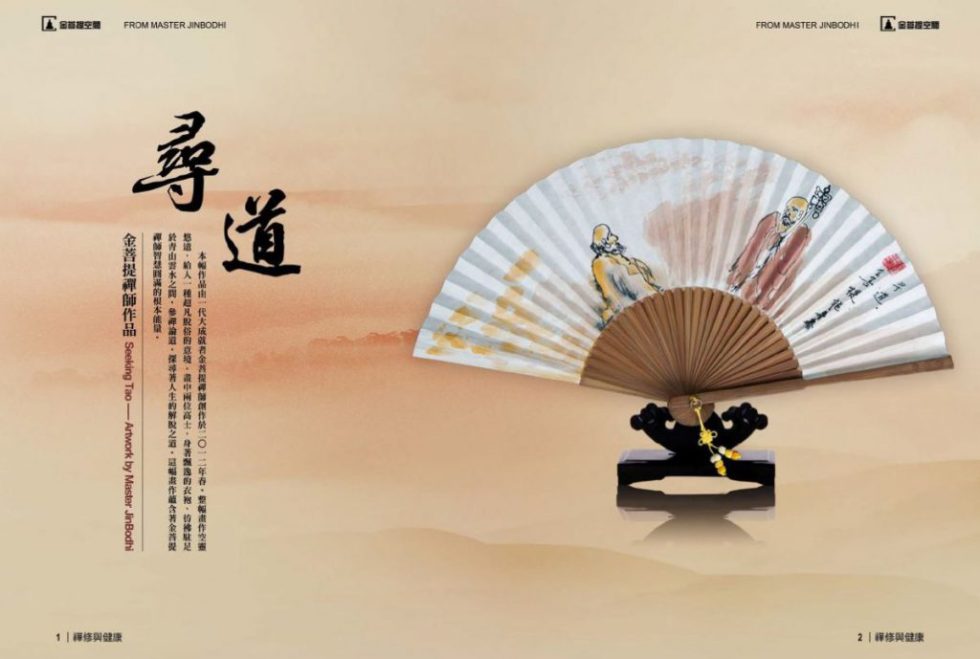 金菩提空間
FROM MASTER JINBODHI
FROM MASTER JINBODHI
金菩提空間
尋道
本幅作品由一代大成就者金菩提禪師創作於二〇一二年春。整幅畫作空靈
悠遠，給人一種超凡脫俗的意境。畫中兩位高士，身著飄逸的衣袍、彷彿駐足
於青山雲水之間，參禪論道，探尋著人生的解脫之道。這幅畫作蘊含著金菩提
禪師智慧圓滿的根本能量。
金菩提禪師作品 Seeking Tao —— Artwork by Master JinBodhi
尋道
1 | 禪修與健康
2 | 禪修與健康